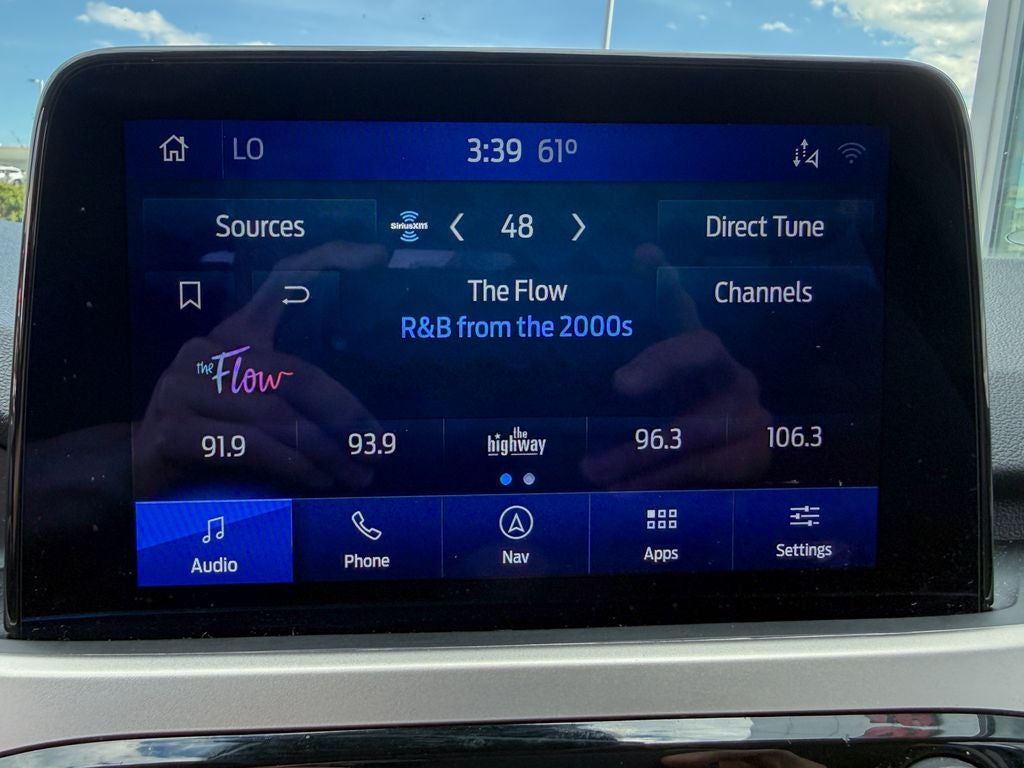 LO
3:39 61°
Sources
SiriusXM
48
Direct Tune
The Flow
Channels
R&B from the 2000s
the Flow
91.9
93.9
the highway
96.3
106.3
Audio
Phone
Nav
Apps
Settings